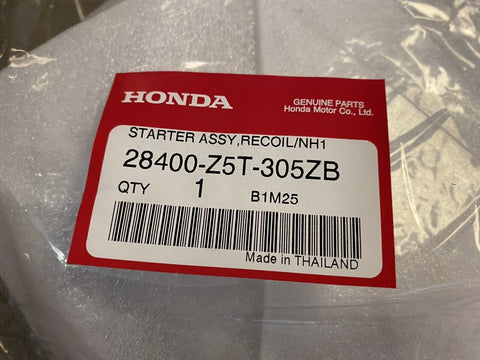 HONDA
GENUINE PARTS
Honda Motor Co., Ltd.
STARTER ASSY,RECOIL/NH1
28400-Z5T-305ZB
QTY 1 B1M25
Made in THAILAND